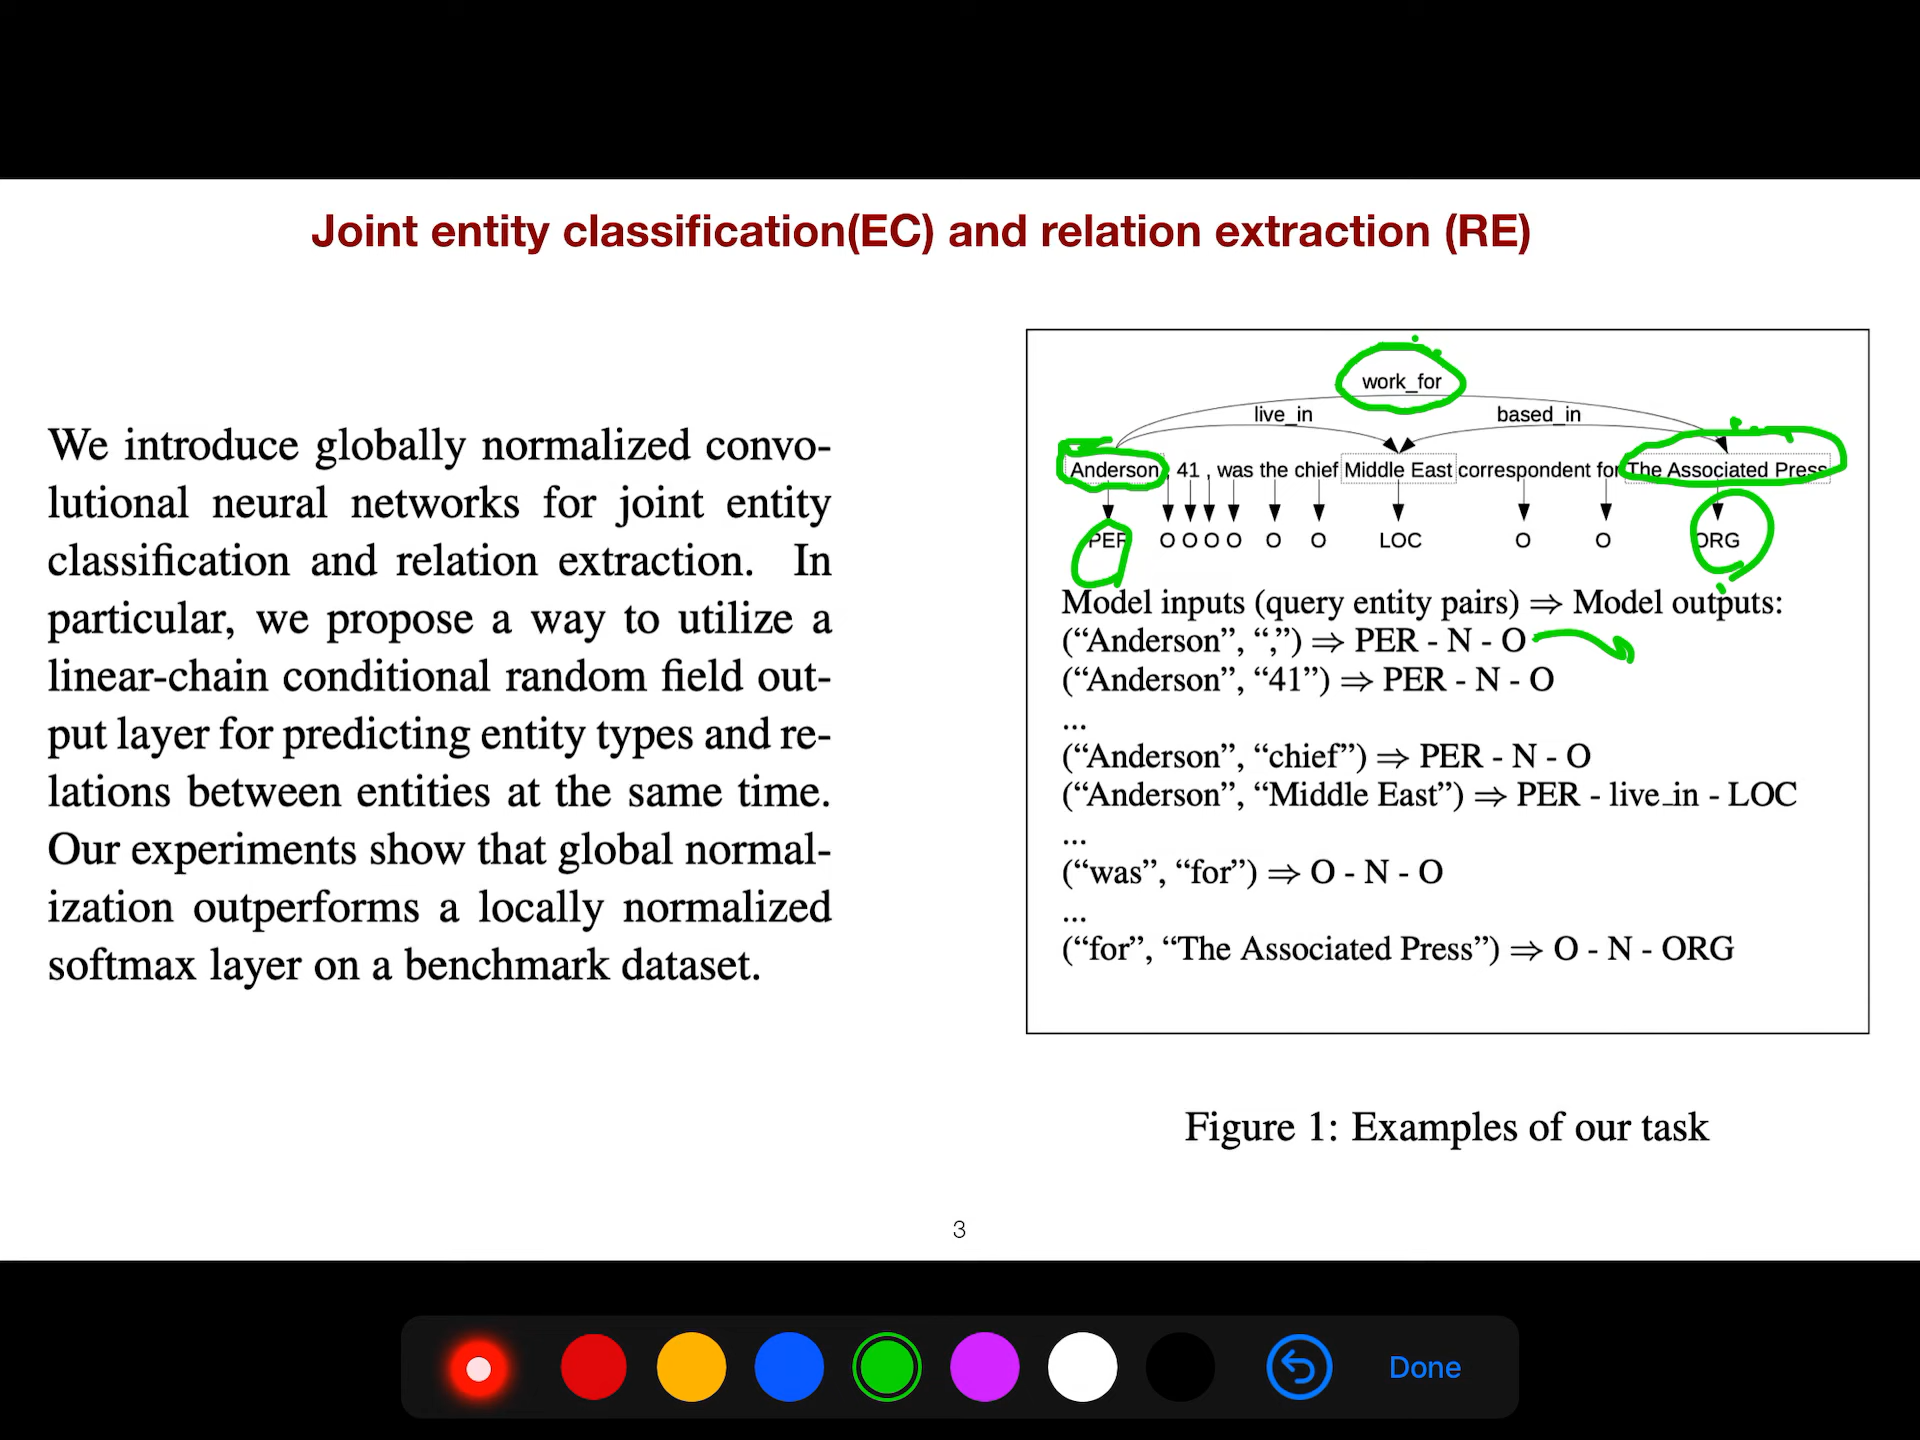 Joint entity classification(EC) and relation extraction (RE)
We introduce globally normalized convo-
lutional neural networks for joint entity
classification and relation extraction. In
particular, we propose a way to utilize a
linear-chain conditional random field out-
put layer for predicting entity types and re-
lations between entities at the same time.
Our experiments show that global normal-
ization outperforms a locally normalized
softmax layer on a benchmark dataset.
work_for
live_in based_in
Anderson , 41 , was the chief Middle East correspondent for The Associated Press
PER O O O O O O LOC O O ORG
Model inputs (query entity pairs) ⇒ Model outputs:
(“Anderson”, “,”) ⇒ PER - N - O
(“Anderson”, “41”) ⇒ PER - N - O
...
(“Anderson”, “chief”) ⇒ PER - N - O
(“Anderson”, “Middle East”) ⇒ PER - live_in - LOC
...
(“was”, “for”) ⇒ O - N - O
...
(“for”, “The Associated Press”) ⇒ O - N - ORG
Figure 1: Examples of our task
3
Done